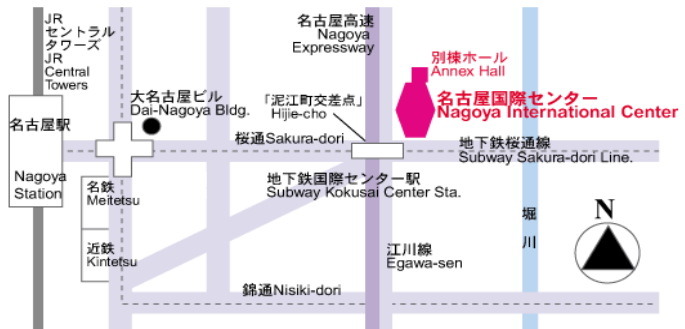 JR
セントラル
タワーズ
JR
Central
Towers
名古屋駅
Nagoya
Station
大名古屋ビル
Dai-Nagoya Bldg.
名鉄
Meitetsu
近鉄
Kintetsu
名古屋高速
Nagoya
Expressway
「泥江町交差点」
Hijie-cho
桜通Sakura-dori
地下鉄国際センター駅
Subway Kokusai Center Sta.
別棟ホール
Annex Hall
名古屋国際センター
Nagoya International Center
地下鉄桜通線
Subway Sakura-dori Line.
江川線
Egawa-sen
堀川
錦通Nisiki-dori
N